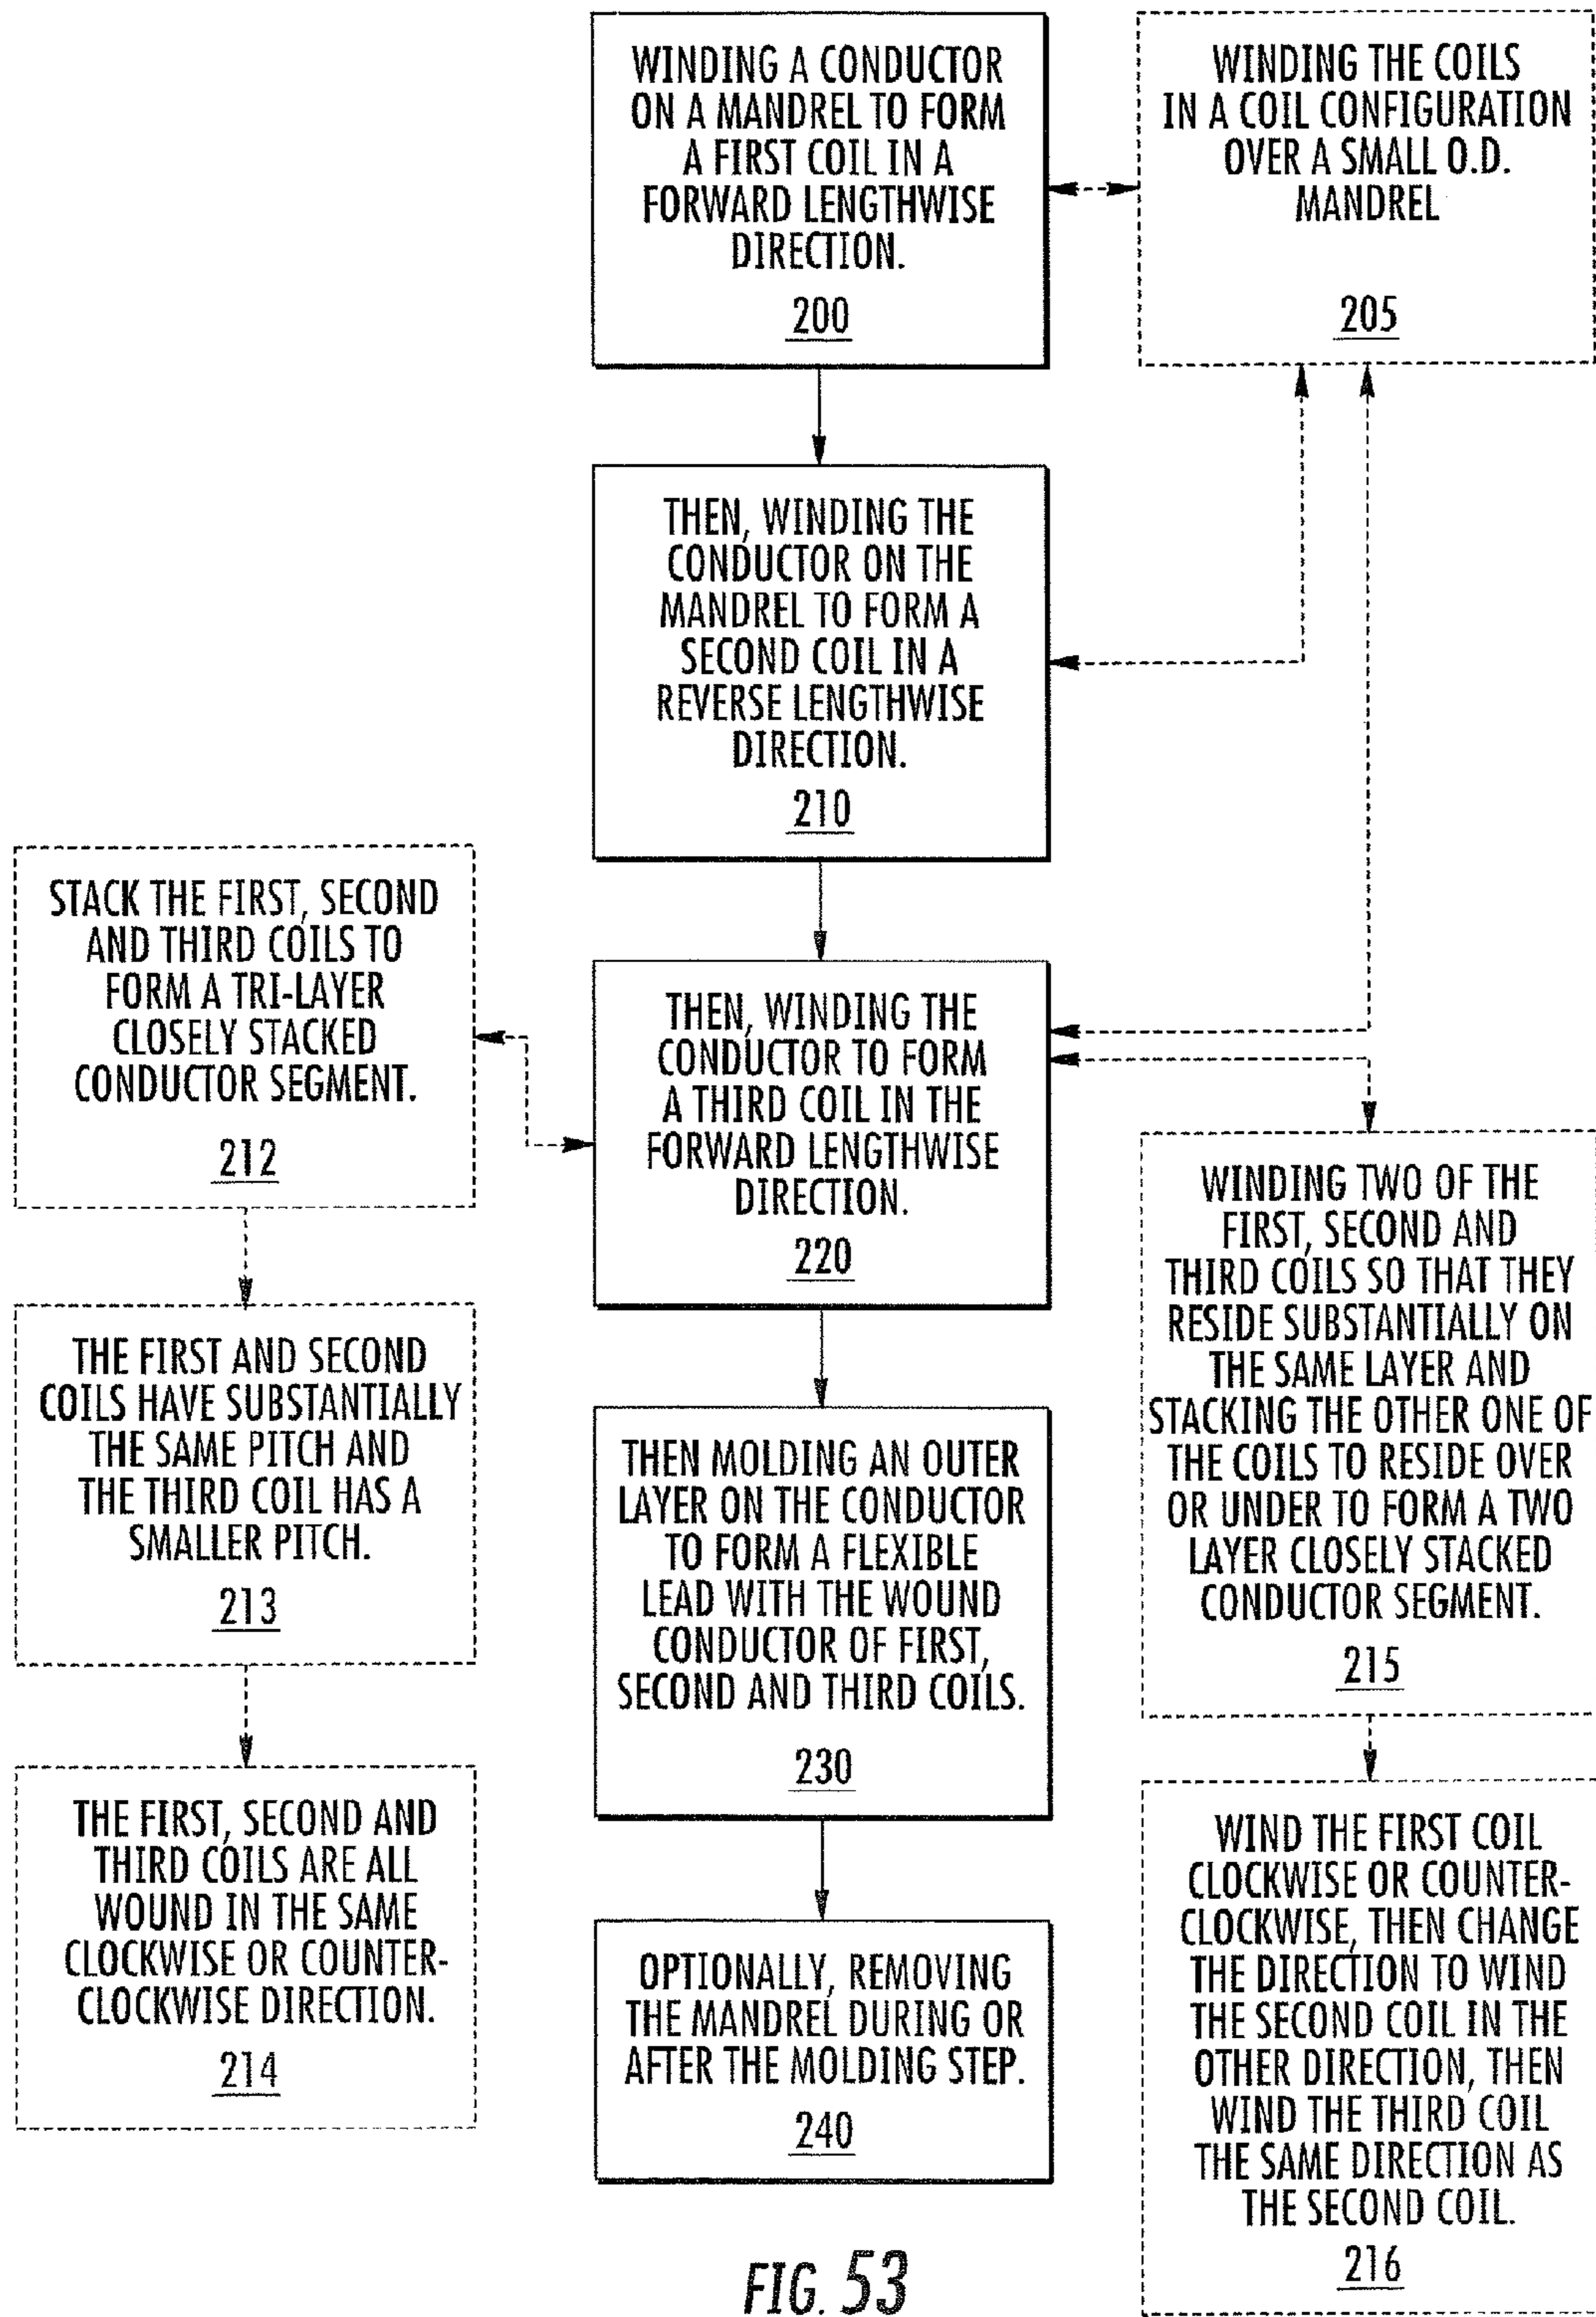 WINDING A CONDUCTOR
ON A MANDREL TO FORM
A FIRST COIL IN A
FORWARD LENGTHWISE
DIRECTION.
200
WINDING THE COILS
IN A COIL CONFIGURATION
OVER A SMALL O.D.
MANDREL
205
THEN, WINDING THE
CONDUCTOR ON THE
MANDREL TO FORM A
SECOND COIL IN A
REVERSE LENGTHWISE
DIRECTION.
210
STACK THE FIRST, SECOND
AND THIRD COILS TO
FORM A TRI-LAYER
CLOSELY STACKED
CONDUCTOR SEGMENT.
212
THEN, WINDING THE
CONDUCTOR TO FORM
A THIRD COIL IN THE
FORWARD LENGTHWISE
DIRECTION.
220
WINDING TWO OF THE
FIRST, SECOND AND
THIRD COILS SO THAT THEY
RESIDE SUBSTANTIALLY ON
THE SAME LAYER AND
STACKING THE OTHER ONE OF
THE COILS TO RESIDE OVER
OR UNDER TO FORM A TWO
LAYER CLOSELY STACKED
CONDUCTOR SEGMENT.
215
THE FIRST AND SECOND
COILS HAVE SUBSTANTIALLY
THE SAME PITCH AND
THE THIRD COIL HAS A
SMALLER PITCH.
213
THEN MOLDING AN OUTER
LAYER ON THE CONDUCTOR
TO FORM A FLEXIBLE
LEAD WITH THE WOUND
CONDUCTOR OF FIRST,
SECOND AND THIRD COILS.
230
THE FIRST, SECOND AND
THIRD COILS ARE ALL
WOUND IN THE SAME
CLOCKWISE OR COUNTER-
CLOCKWISE DIRECTION.
214
OPTIONALLY, REMOVING
THE MANDREL DURING OR
AFTER THE MOLDING STEP.
240
WIND THE FIRST COIL
CLOCKWISE OR COUNTER-
CLOCKWISE, THEN CHANGE
THE DIRECTION TO WIND
THE SECOND COIL IN THE
OTHER DIRECTION, THEN
WIND THE THIRD COIL
THE SAME DIRECTION AS
THE SECOND COIL.
216
FIG. 53